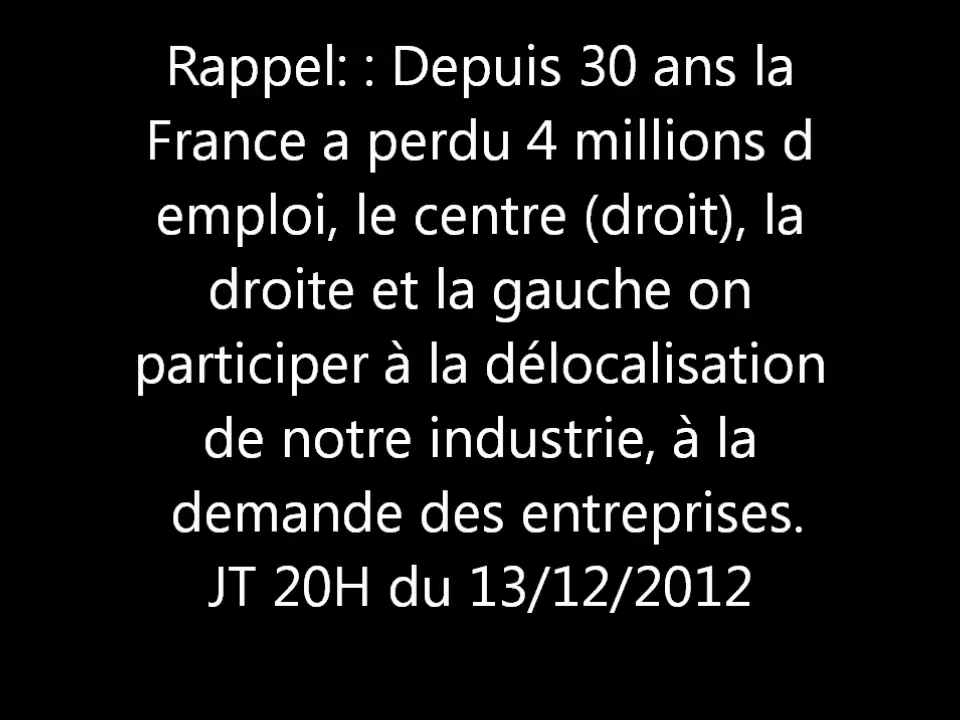 Rappel: : Depuis 30 ans la
France a perdu 4 millions d
emploi, le centre (droit), la
droite et la gauche on
participer à la délocalisation
de notre industrie, à la
demande des entreprises.
JT 20H du 13/12/2012